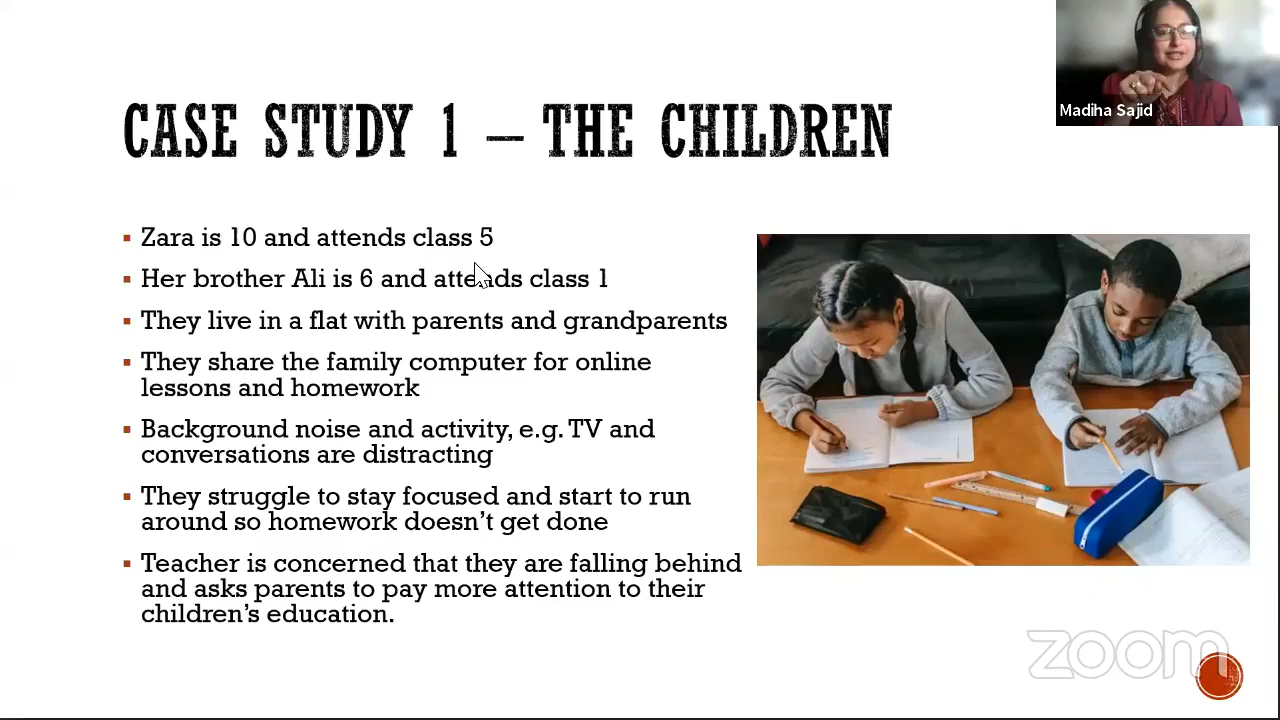 Madiha Sajid
CASE STUDY 1 – THE CHILDREN
Zara is 10 and attends class 5
Her brother Ali is 6 and attends class 1
They live in a flat with parents and grandparents
They share the family computer for online
lessons and homework
Background noise and activity, e.g. TV and
conversations are distracting
They struggle to stay focused and start to run
around so homework doesn't get done
Teacher is concerned that they are falling behind
and asks parents to pay more attention to their
children's education.
zoom